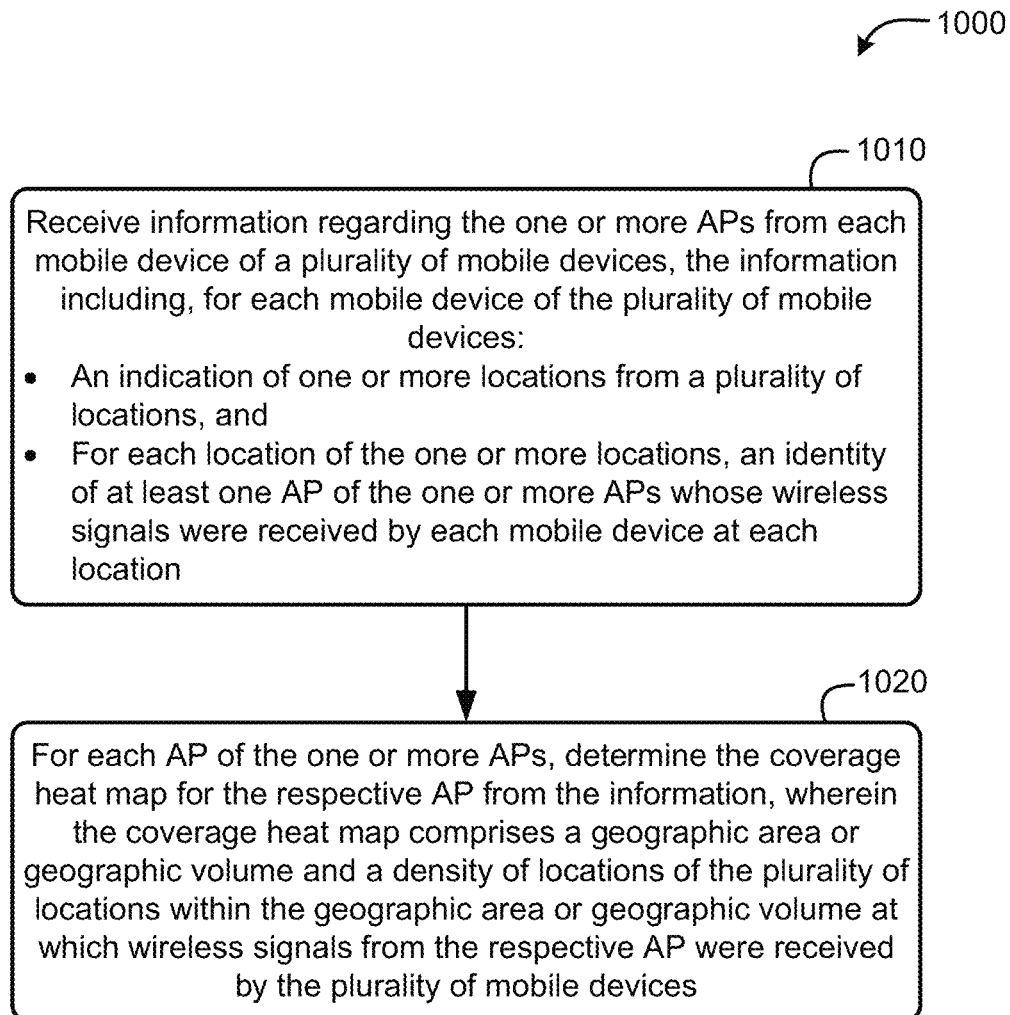 1000
1010
Receive information regarding the one or more APs from each
mobile device of a plurality of mobile devices, the information
including, for each mobile device of the plurality of mobile
devices:
• An indication of one or more locations from a plurality of
locations, and
• For each location of the one or more locations, an identity
of at least one AP of the one or more APs whose wireless
signals were received by each mobile device at each
location
1020
For each AP of the one or more APs, determine the coverage
heat map for the respective AP from the information, wherein
the coverage heat map comprises a geographic area or
geographic volume and a density of locations of the plurality of
locations within the geographic area or geographic volume at
which wireless signals from the respective AP were received
by the plurality of mobile devices